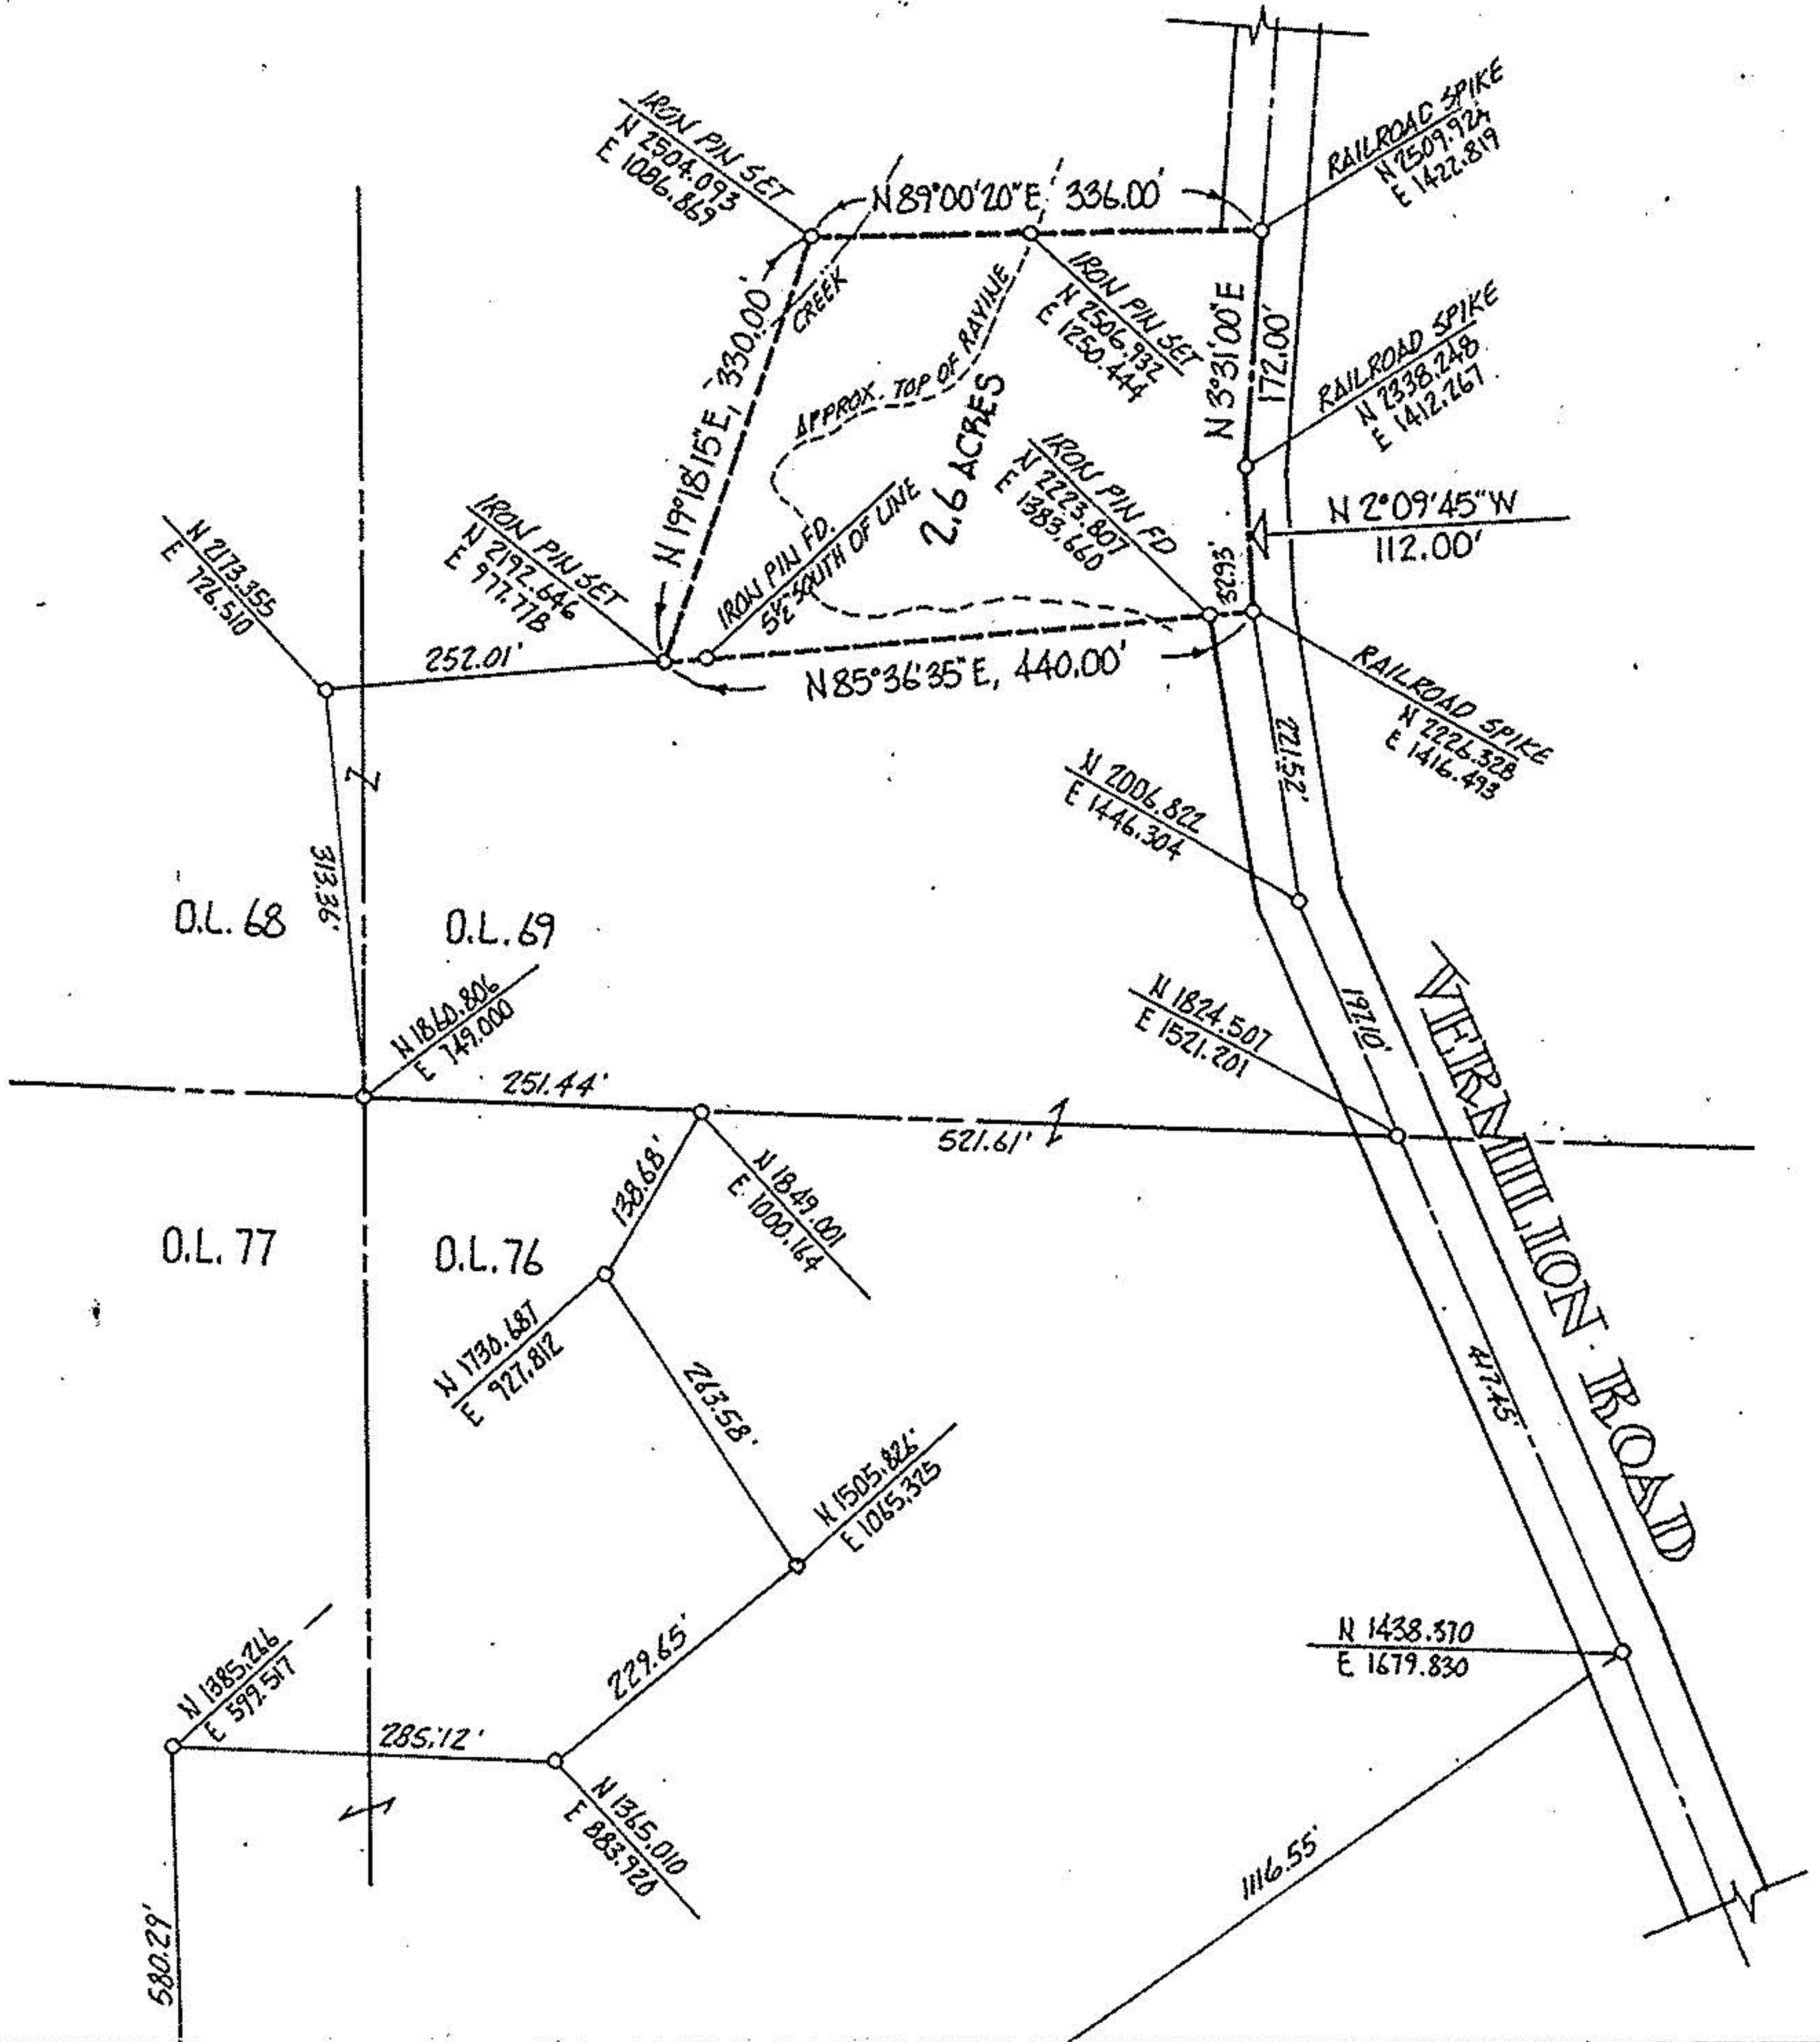 IRON PIN SET
N 2504.093
E 1086.869
N 89°00'20"E, 336.00'
RAILROAD SPIKE
N 2509.924
E 1422.819
CREEK
N 19°18'15"E, 330.00'
APPROX. TOP OF RAVINE
IRON PIN SET
N 2506.932
E 1250.444
N 3°31'00"E
172.00'
RAILROAD SPIKE
N 2338.248
E 1412.267
2.6 ACRES
IRON PIN FD
N 2223.807
E 1383.660
N 2°09'45"W
112.00'
N 2173.355
E 726.510
IRON PIN SET
N 2192.646
E 977.778
IRON PIN FD.
5½' SOUTH OF LINE
32.93'
252.01'
N 85°36'35"E, 440.00'
RAILROAD SPIKE
N 2226.328
E 1416.493
221.52'
N 2006.822
E 1446.304
313.36'
O.L. 68
O.L. 69
N 1860.806
E 749.000
N 1824.507
E 1521.201
197.10'
VERMILION ROAD
251.44'
521.61'
138.68'
N 1849.001
E 1000.164
O.L. 77
O.L. 76
N 1730.687
E 927.812
263.58'
417.45'
N 1505.826
E 1065.325
229.65'
N 1438.370
E 1679.830
N 1385.266
E 599.517
285.12'
N 1365.010
E 883.920
1116.55'
580.29'